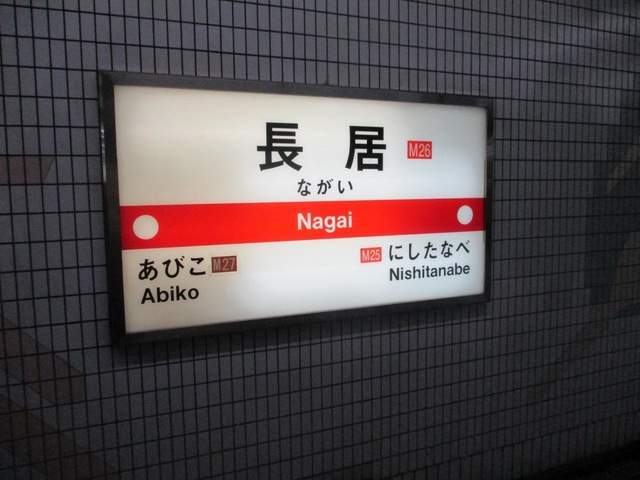 長居 M26
ながい
Nagai
あびこ M27
Abiko
M25 にしたなべ
Nishitanabe